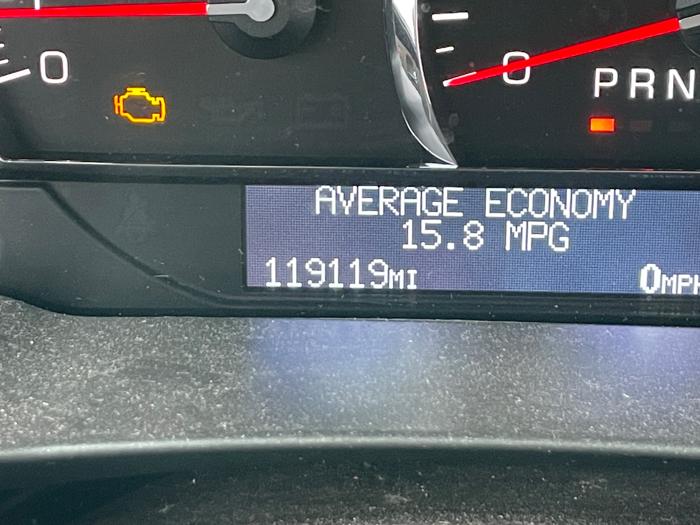 0
0
PRN
AVERAGE ECONOMY
15.8 MPG
119119MI 0MPH